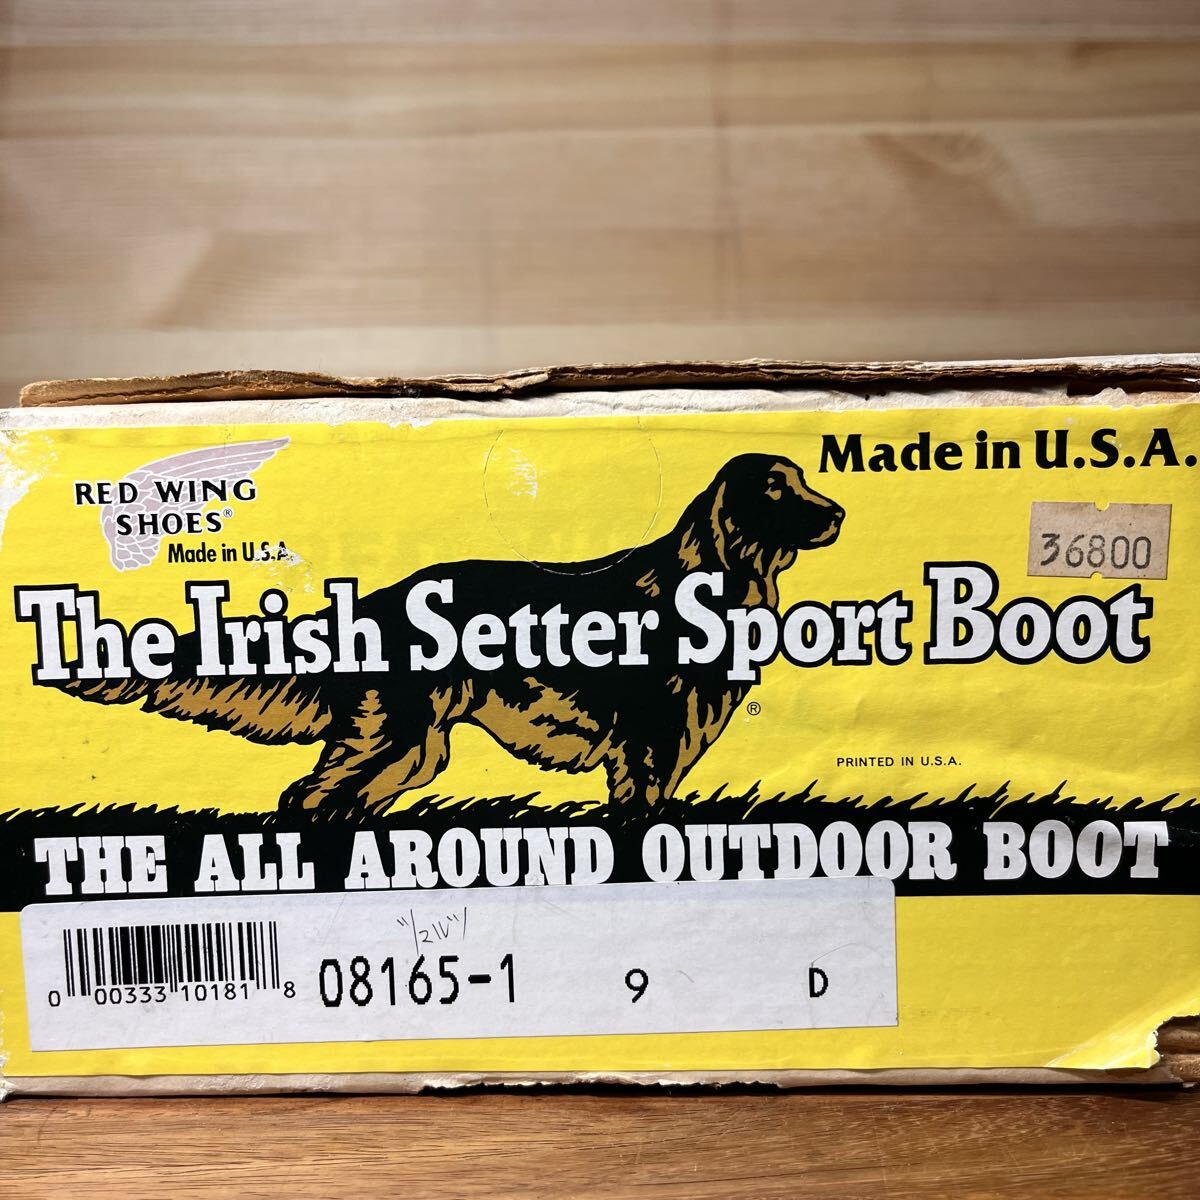 RED WING
SHOES®
Made in U.S.A.
Made in U.S.A.
36800
The Irish Setter Sport Boot
®
PRINTED IN U.S.A.
THE ALL AROUND OUTDOOR BOOT
0 00333 10181 8
08165-1 9 D